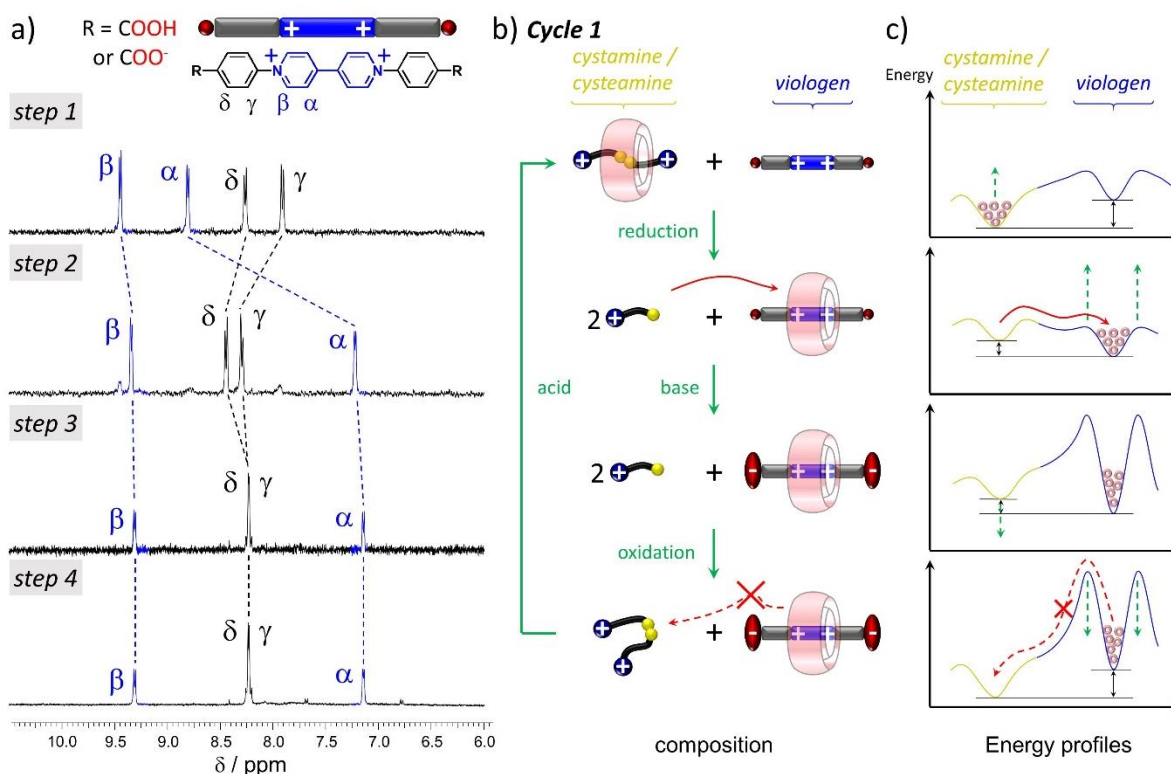 a)
R = COOH
or COO⁻
+ +
+ +
R N N R
δ γ β α
step 1
β α δ γ
step 2
β δ γ α
step 3
β δ γ α
step 4
β δ γ α
10.0 9.5 9.0 8.5 8.0 7.5 7.0 6.5 6.0
δ / ppm
b) Cycle 1
cystamine /
cysteamine
viologen
+ + + + +
reduction
2 + + + +
acid
base
2 + + - + + -
oxidation
+ + + - + + -
composition
c)
Energy
cystamine /
cysteamine
viologen
Energy profiles